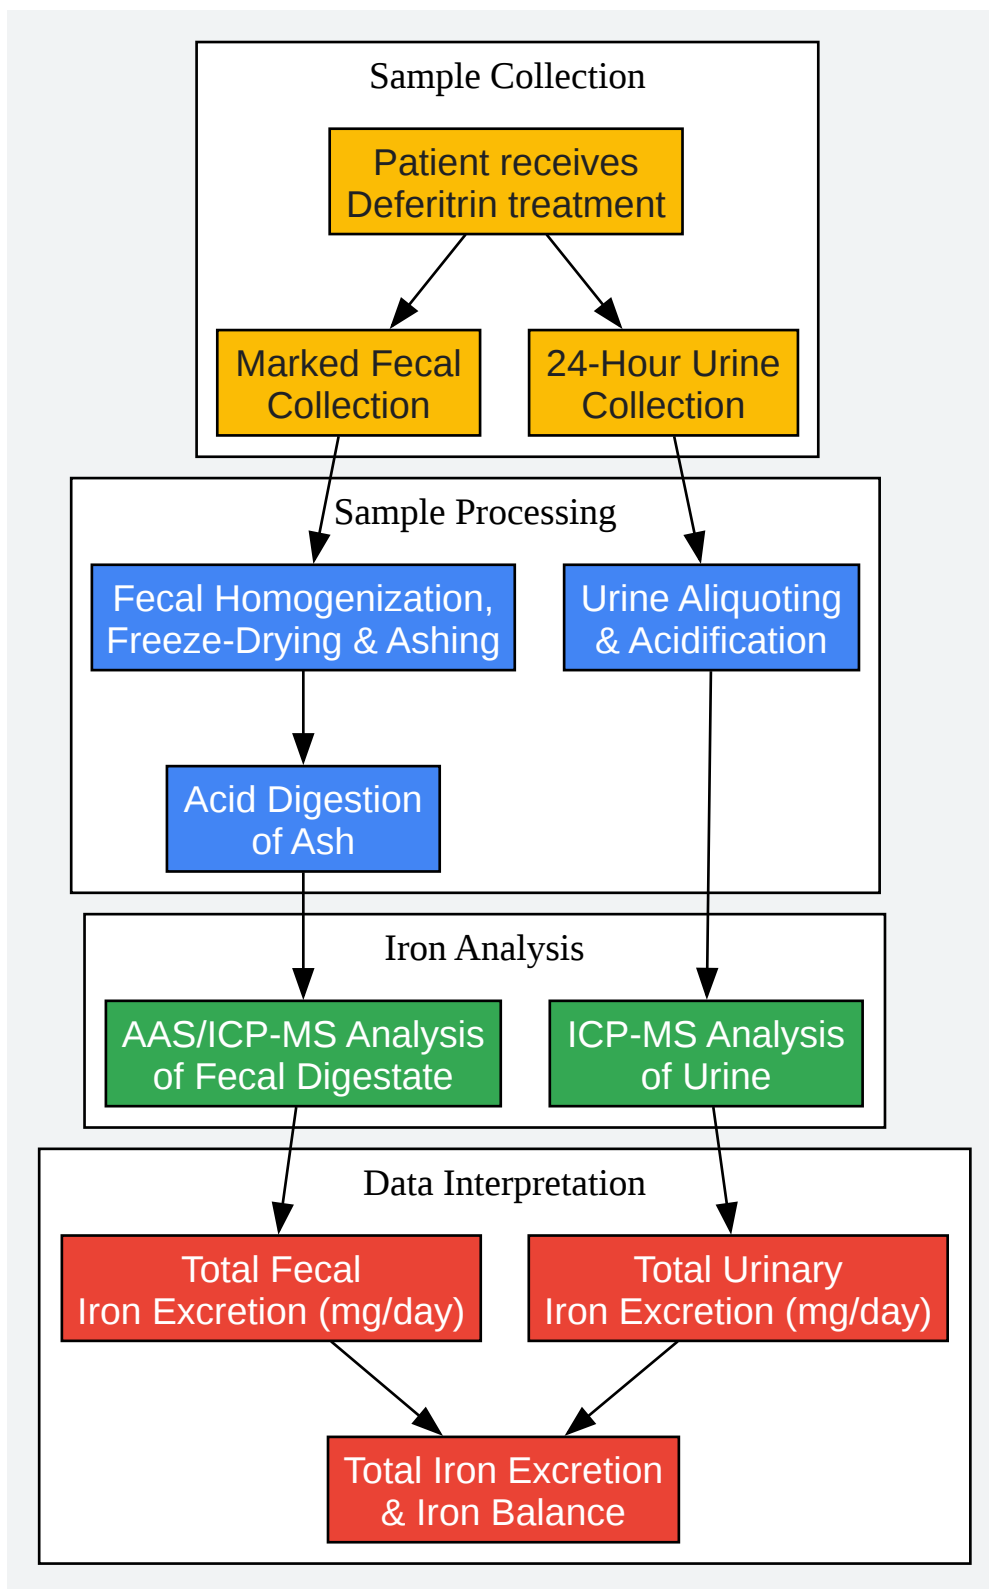 Sample Collection
Patient receives
Deferitrin treatment
Marked Fecal
Collection
24-Hour Urine
Collection
Sample Processing
Fecal Homogenization,
Freeze-Drying & Ashing
Urine Aliquoting
& Acidification
Acid Digestion
of Ash
Iron Analysis
AAS/ICP-MS Analysis
of Fecal Digestate
ICP-MS Analysis
of Urine
Data Interpretation
Total Fecal
Iron Excretion (mg/day)
Total Urinary
Iron Excretion (mg/day)
Total Iron Excretion
& Iron Balance